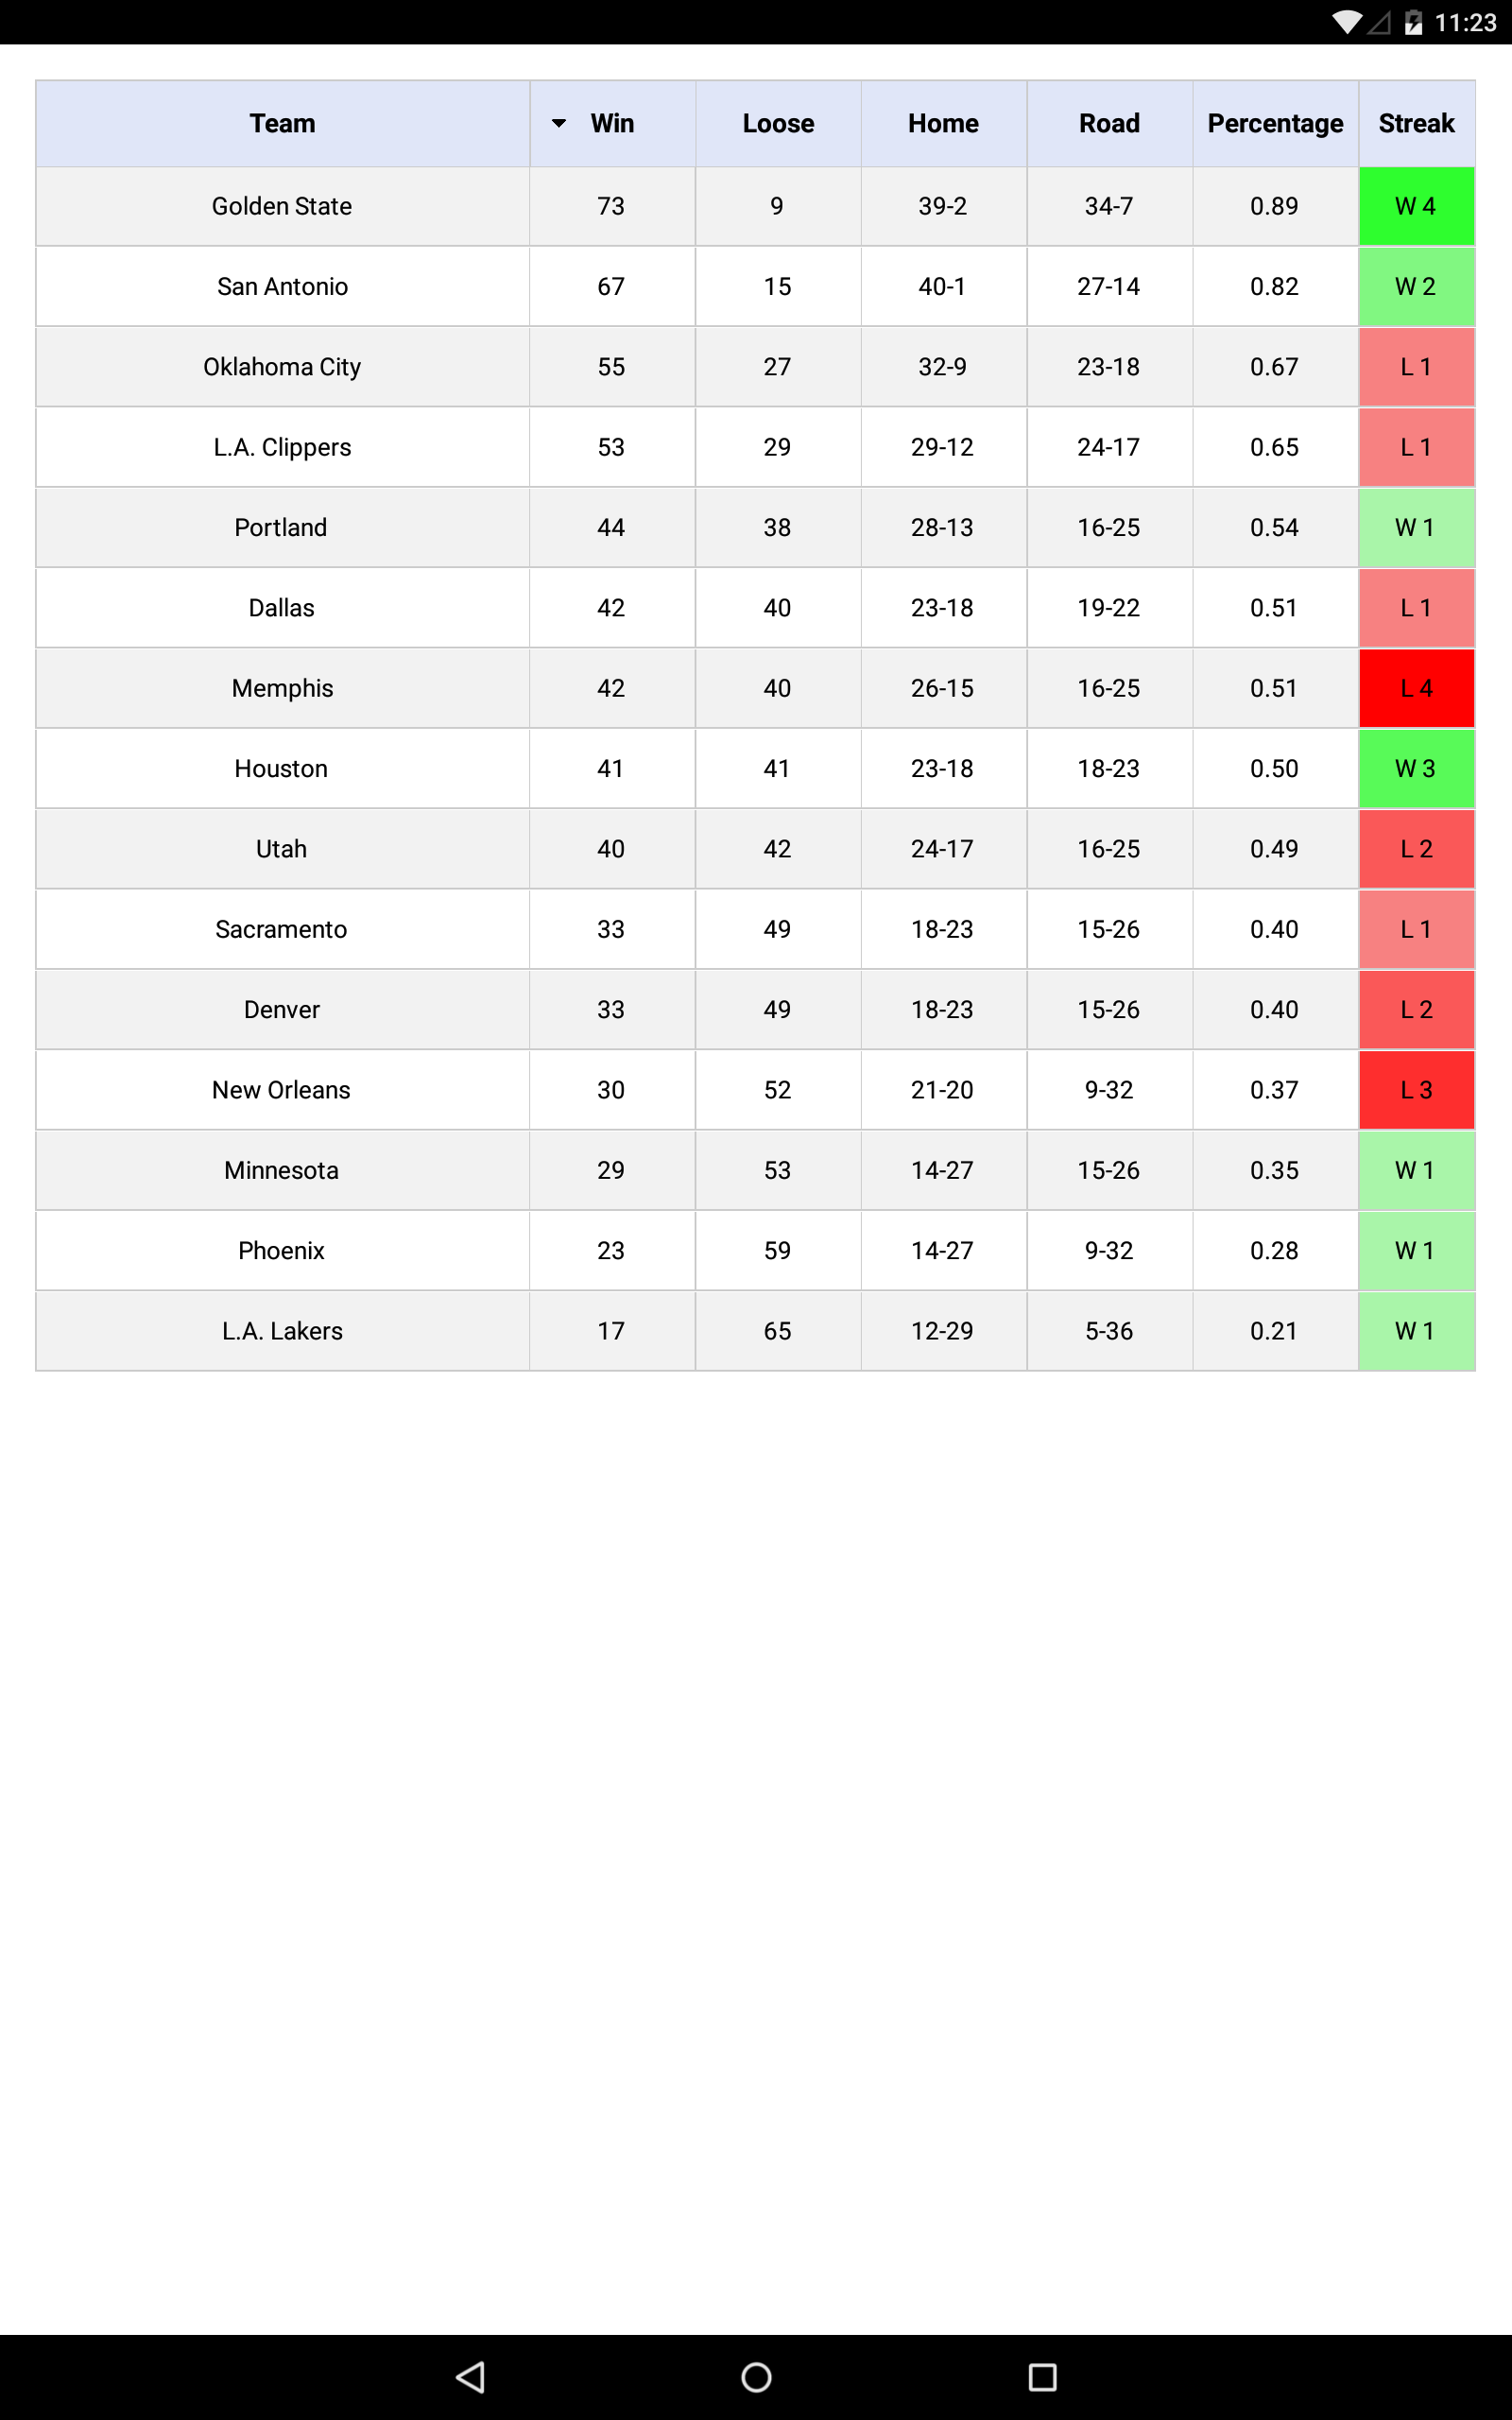 11:23
Team Win Loose Home Road Percentage Streak
Golden State 73 9 39-2 34-7 0.89 W 4
San Antonio 67 15 40-1 27-14 0.82 W 2
Oklahoma City 55 27 32-9 23-18 0.67 L 1
L.A. Clippers 53 29 29-12 24-17 0.65 L 1
Portland 44 38 28-13 16-25 0.54 W 1
Dallas 42 40 23-18 19-22 0.51 L 1
Memphis 42 40 26-15 16-25 0.51 L 4
Houston 41 41 23-18 18-23 0.50 W 3
Utah 40 42 24-17 16-25 0.49 L 2
Sacramento 33 49 18-23 15-26 0.40 L 1
Denver 33 49 18-23 15-26 0.40 L 2
New Orleans 30 52 21-20 9-32 0.37 L 3
Minnesota 29 53 14-27 15-26 0.35 W 1
Phoenix 23 59 14-27 9-32 0.28 W 1
L.A. Lakers 17 65 12-29 5-36 0.21 W 1